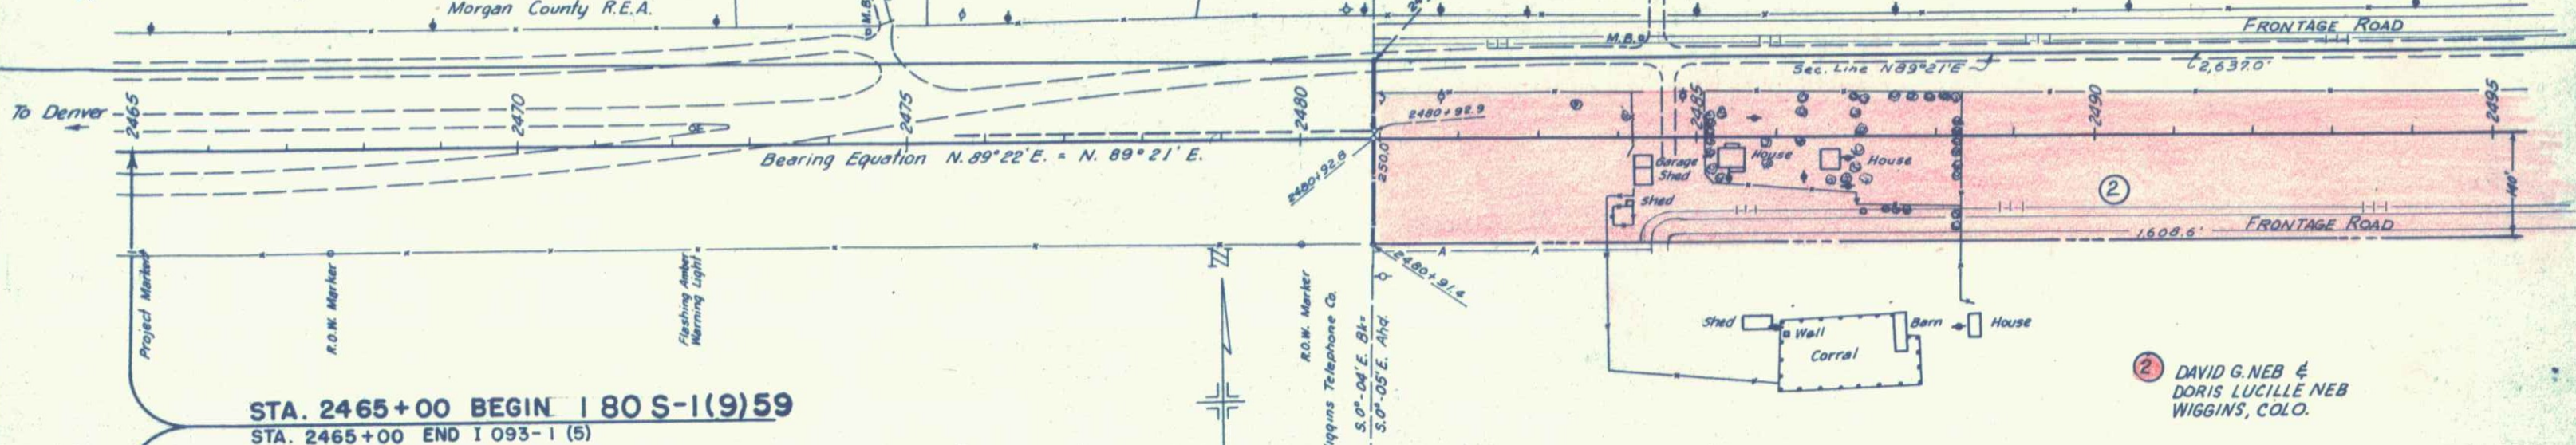 Morgan County R.E.A.
M.B.
M.B.
FRONTAGE ROAD
Sec. Line N89°21'E
2,637.0'
To Denver
2465
2470
2475
2480
2485
2490
2495
2480+92.9
Bearing Equation N. 89°22' E. = N. 89°21' E.
2480+92.8
250.0'
Garage
Shed
House
House
Shed
2
140'
FRONTAGE ROAD
1,608.6'
A
A
2480+91.4
Project Marker
R.O.W. Marker
Flashing Amber
Warning Light
N
R.O.W. Marker
iggins Telephone Co.
S.0°-04' E. Bk=
S.0°-05' E. Ahd.
Shed
Well
Corral
Barn
House
STA. 2465+00 BEGIN I 80 S-1(9)59
STA. 2465+00 END I 093-1 (5)
2 DAVID G. NEB &
DORIS LUCILLE NEB
WIGGINS, COLO.